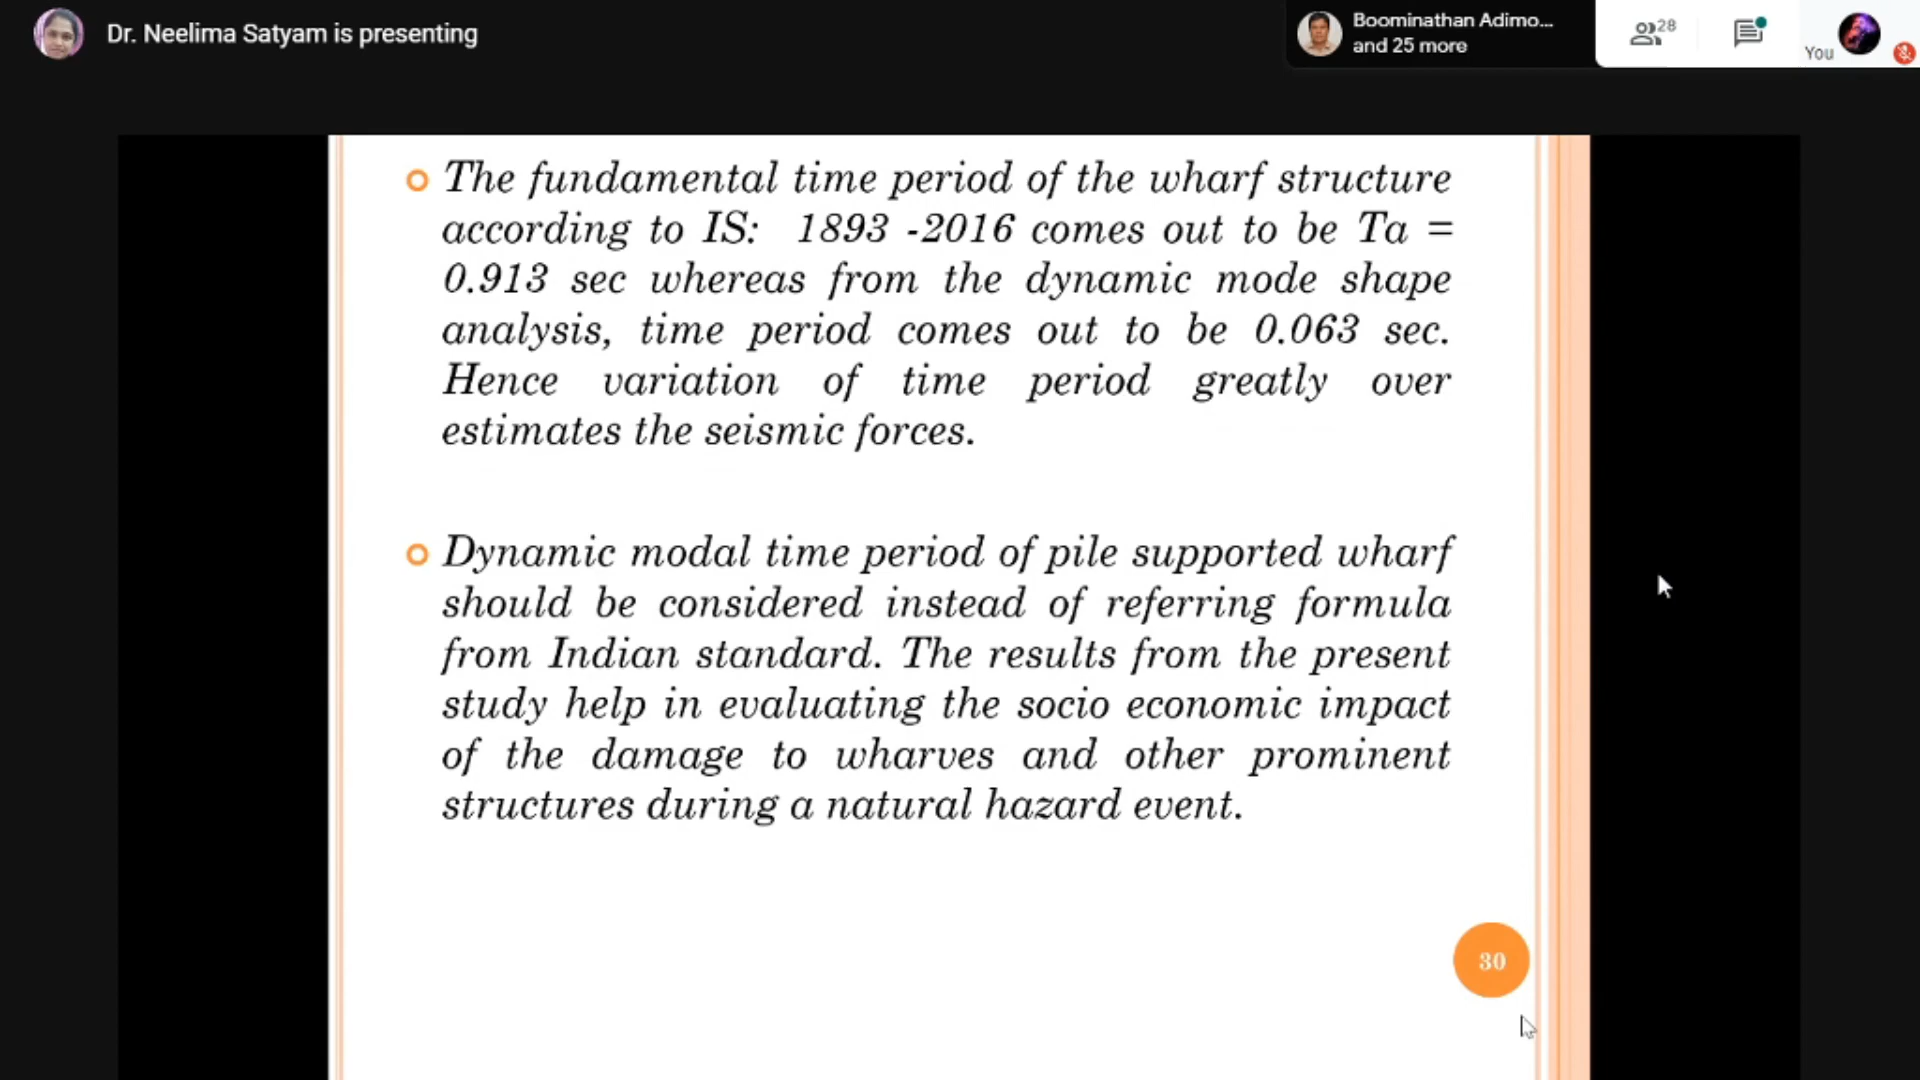 Dr. Neelima Satyam is presenting
Boominathan Adimo...
and 25 more
28
You
The fundamental time period of the wharf structure
according to IS: 1893 -2016 comes out to be Ta =
0.913 sec whereas from the dynamic mode shape
analysis, time period comes out to be 0.063 sec.
Hence variation of time period greatly over
estimates the seismic forces.
Dynamic modal time period of pile supported wharf
should be considered instead of referring formula
from Indian standard. The results from the present
study help in evaluating the socio economic impact
of the damage to wharves and other prominent
structures during a natural hazard event.
30